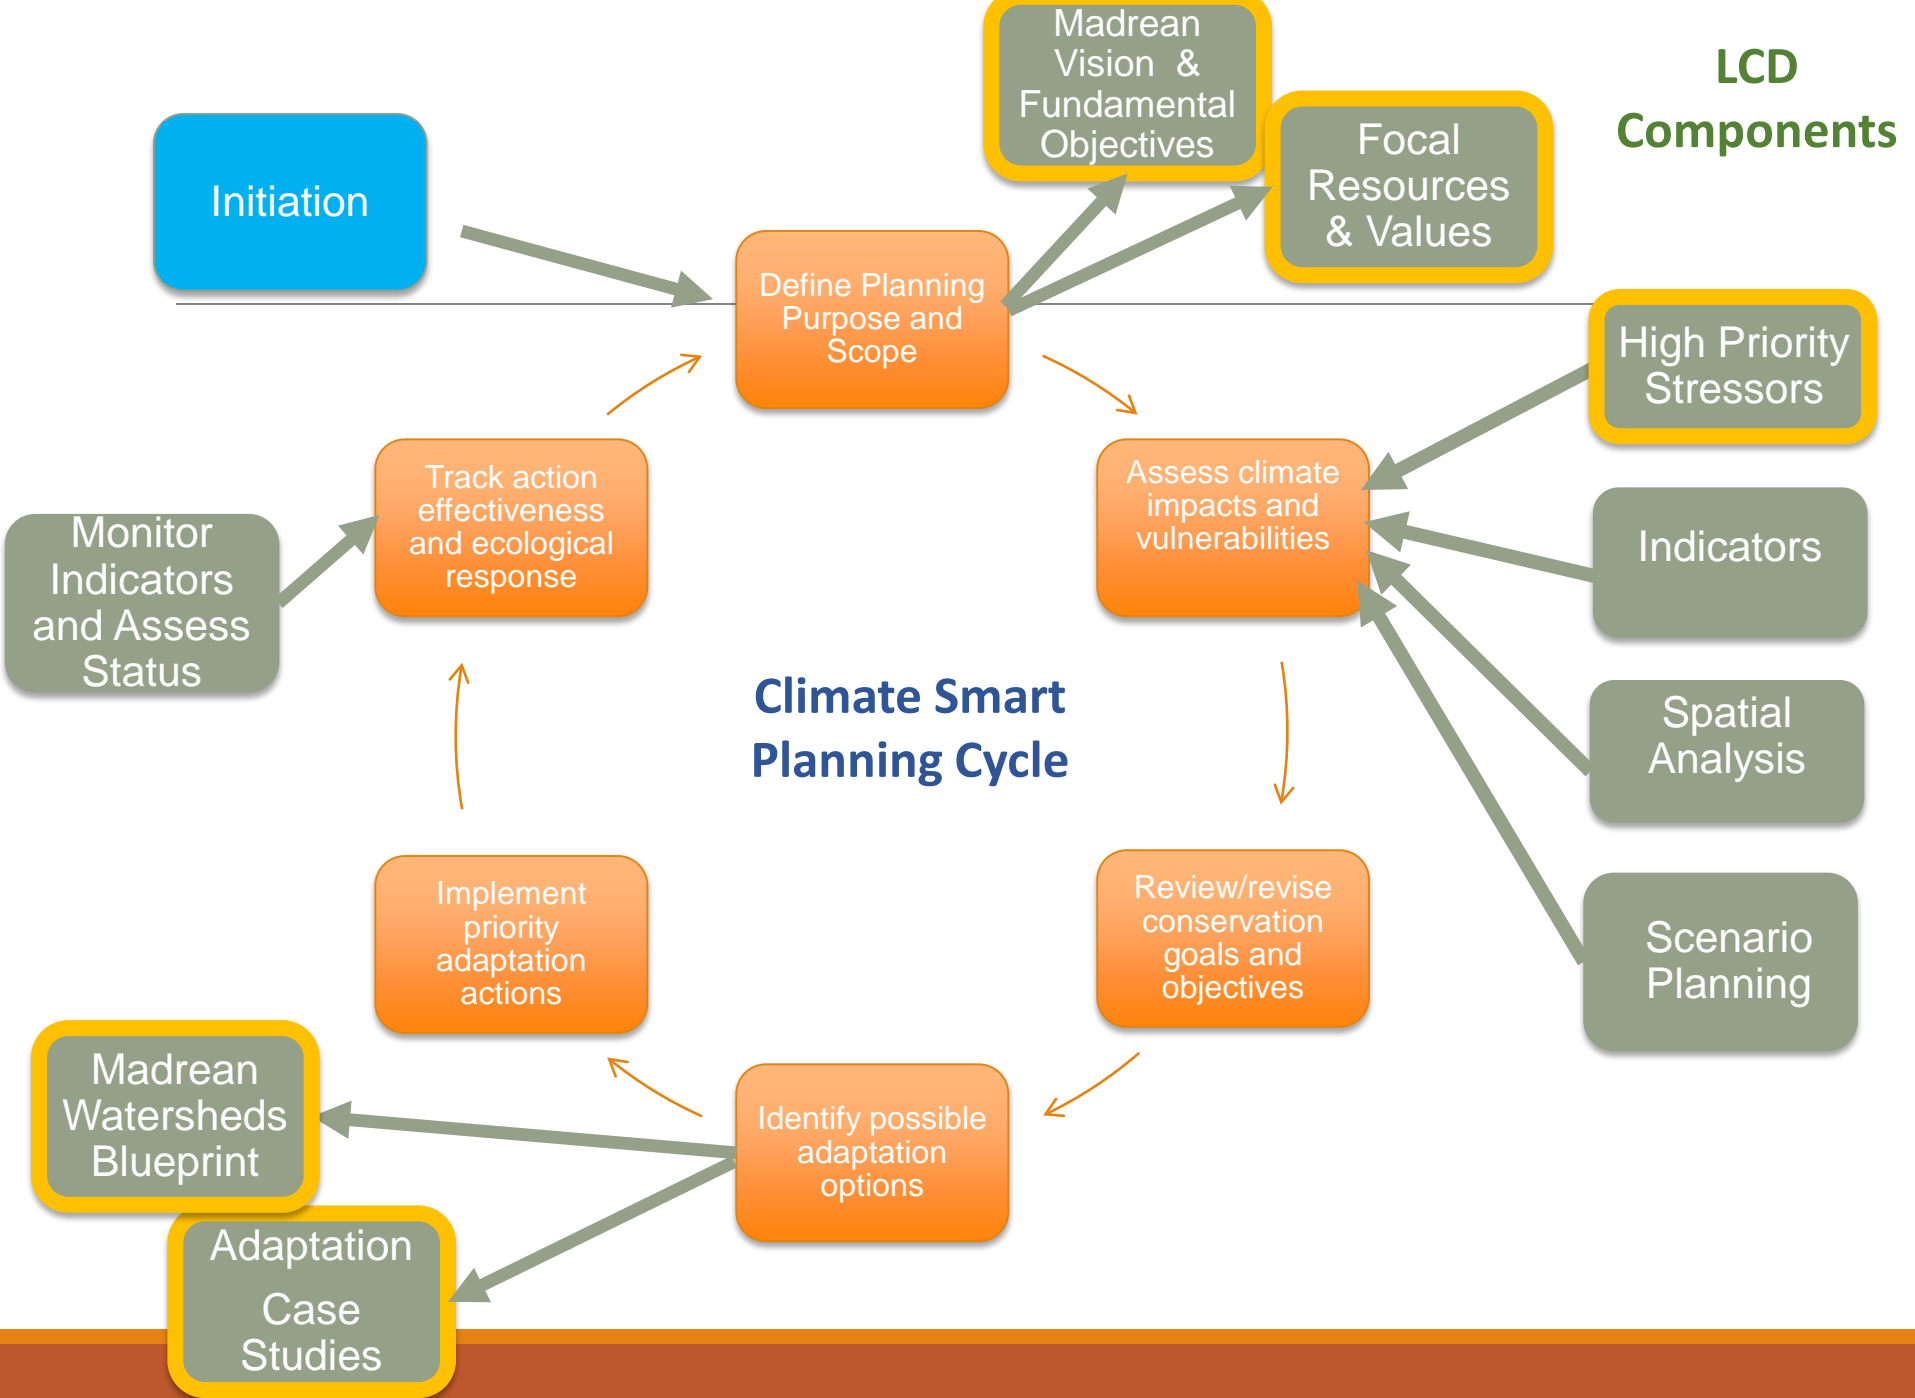 Madrean
Vision  &
Fundamental
Objectives
LCD
Components
Focal
Resources
& Values
Initiation
Define Planning
Purpose and
Scope
High Priority
Stressors
Track action
effectiveness
and ecological
response
Assess climate
impacts and
vulnerabilities
Monitor
Indicators
and Assess
Status
Indicators
Climate Smart
Planning Cycle
Spatial
Analysis
Implement
priority
adaptation
actions
Review/revise
conservation
goals and
objectives
Scenario
Planning
Madrean
Watersheds
Blueprint
Identify possible
adaptation
options
Adaptation
Case
Studies